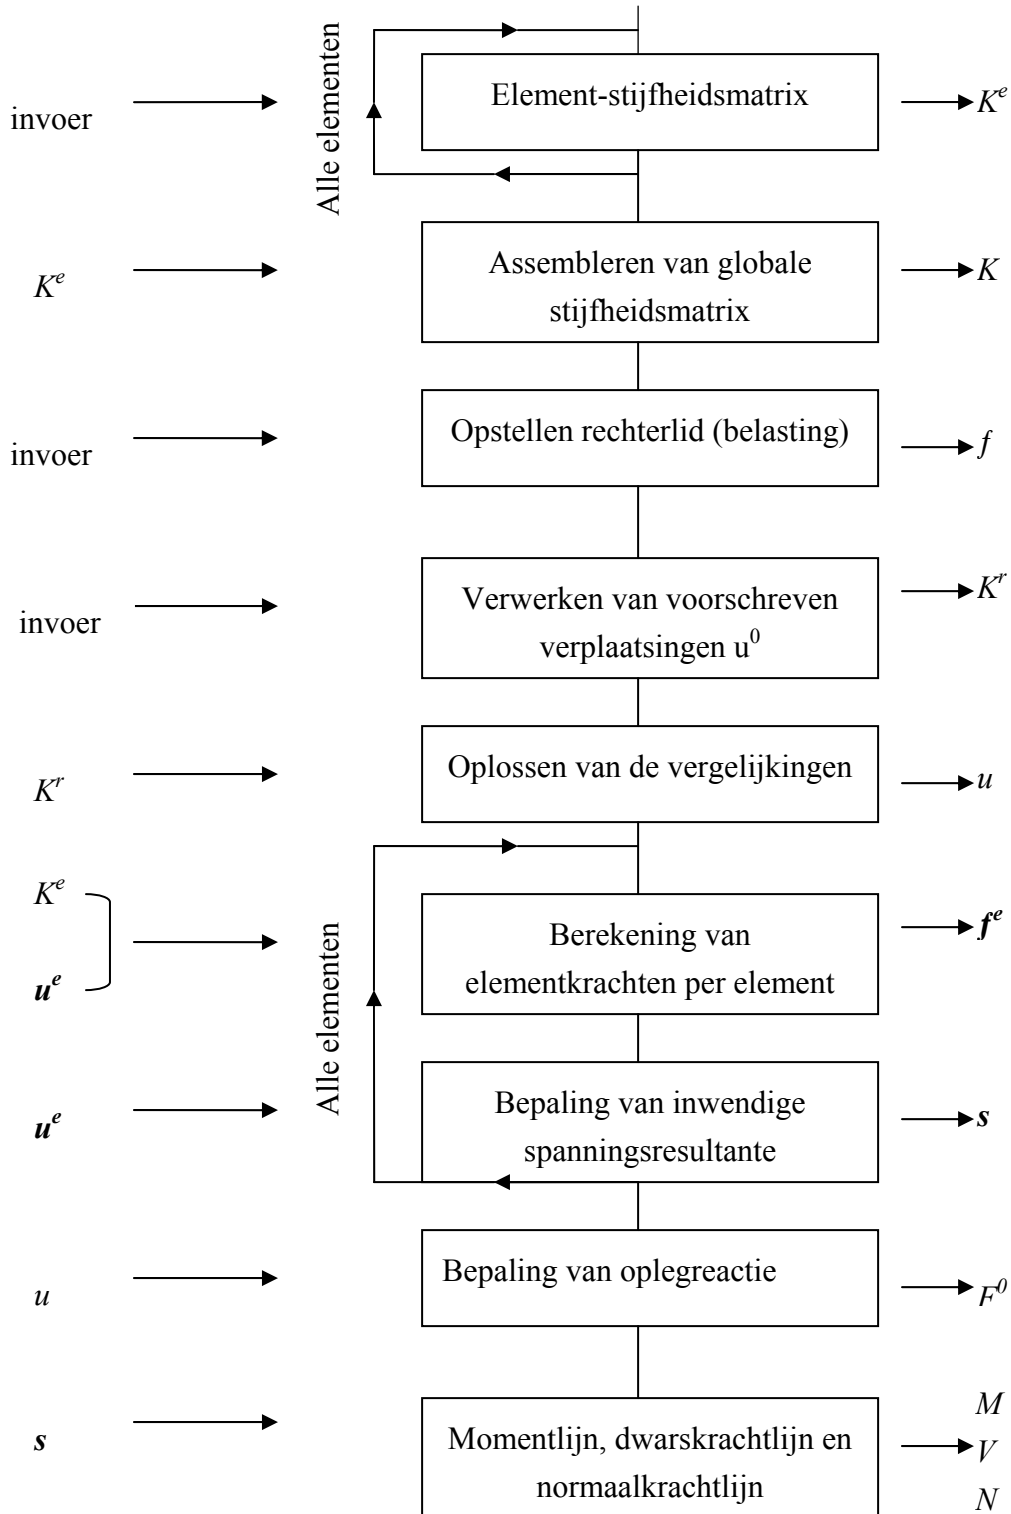 Alle elementen
invoer
Element-stijfheidsmatrix
K^e
K^e
Assembleren van globale
stijfheidsmatrix
K
invoer
Opstellen rechterlid (belasting)
f
invoer
Verwerken van voorschreven
verplaatsingen u^0
K^r
K^r
Oplossen van de vergelijkingen
u
Alle elementen
K^e
u^e
Berekening van
elementkrachten per element
f^e
u^e
Bepaling van inwendige
spanningsresultante
s
u
Bepaling van oplegreactie
F^0
s
Momentlijn, dwarskrachtlijn en
normaalkrachtlijn
M
V
N